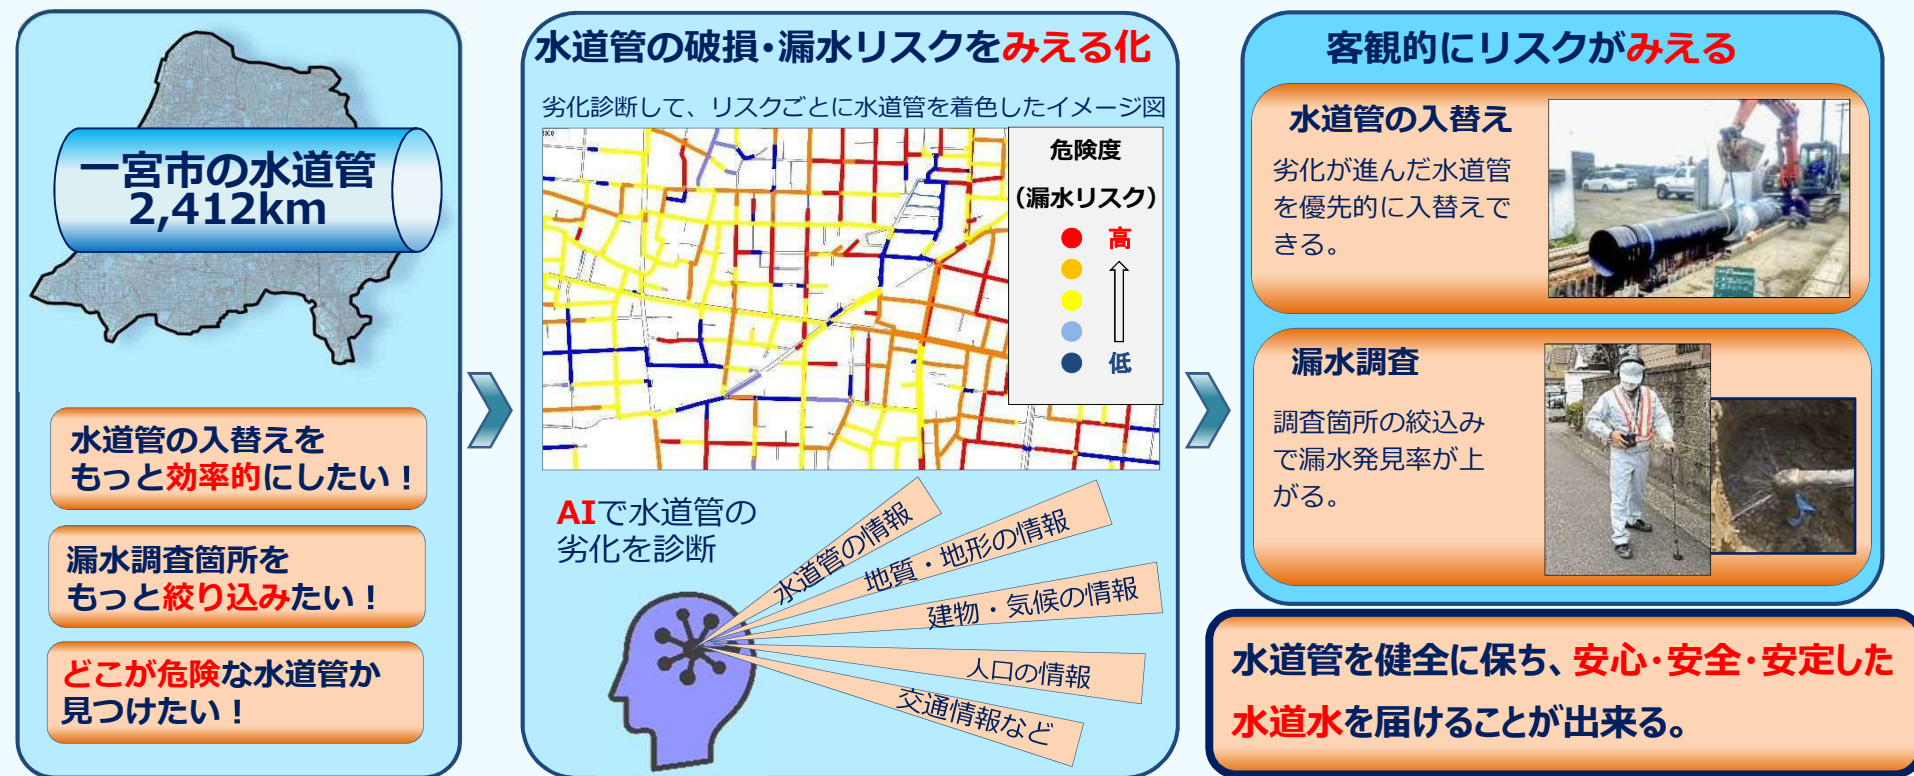 一宮市の水道管
2,412km
水道管の入替えを
もっと効率的にしたい！
漏水調査箇所を
もっと絞り込みたい！
どこが危険な水道管か
見つけたい！
水道管の破損・漏水リスクをみえる化
劣化診断して、リスクごとに水道管を着色したイメージ図
危険度
（漏水リスク）
高
低
AIで水道管の
劣化を診断
水道管の情報
地質・地形の情報
建物・気候の情報
人口の情報
交通情報など
客観的にリスクがみえる
水道管の入替え
劣化が進んだ水道管
を優先的に入替えで
きる。
漏水調査
調査箇所の絞込み
で漏水発見率が上
がる。
水道管を健全に保ち、安心・安全・安定した
水道水を届けることが出来る。